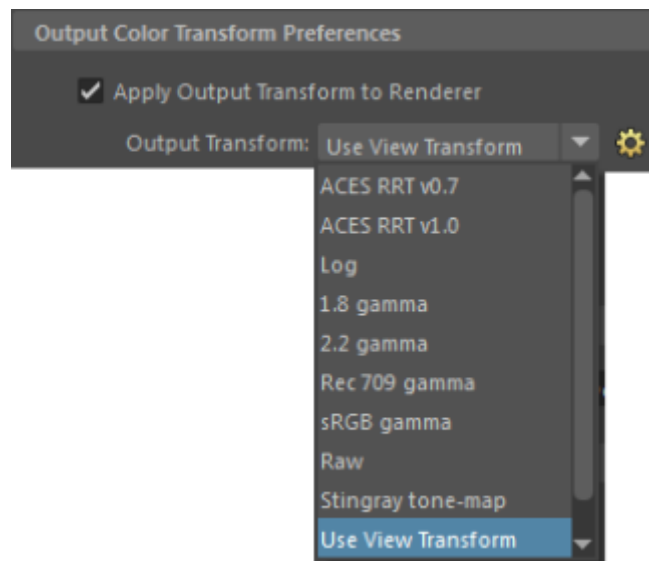 Output Color Transform Preferences
Apply Output Transform to Renderer
Output Transform: Use View Transform
ACES RRT v0.7
ACES RRT v1.0
Log
1.8 gamma
2.2 gamma
Rec 709 gamma
sRGB gamma
Raw
Stingray tone-map
Use View Transform